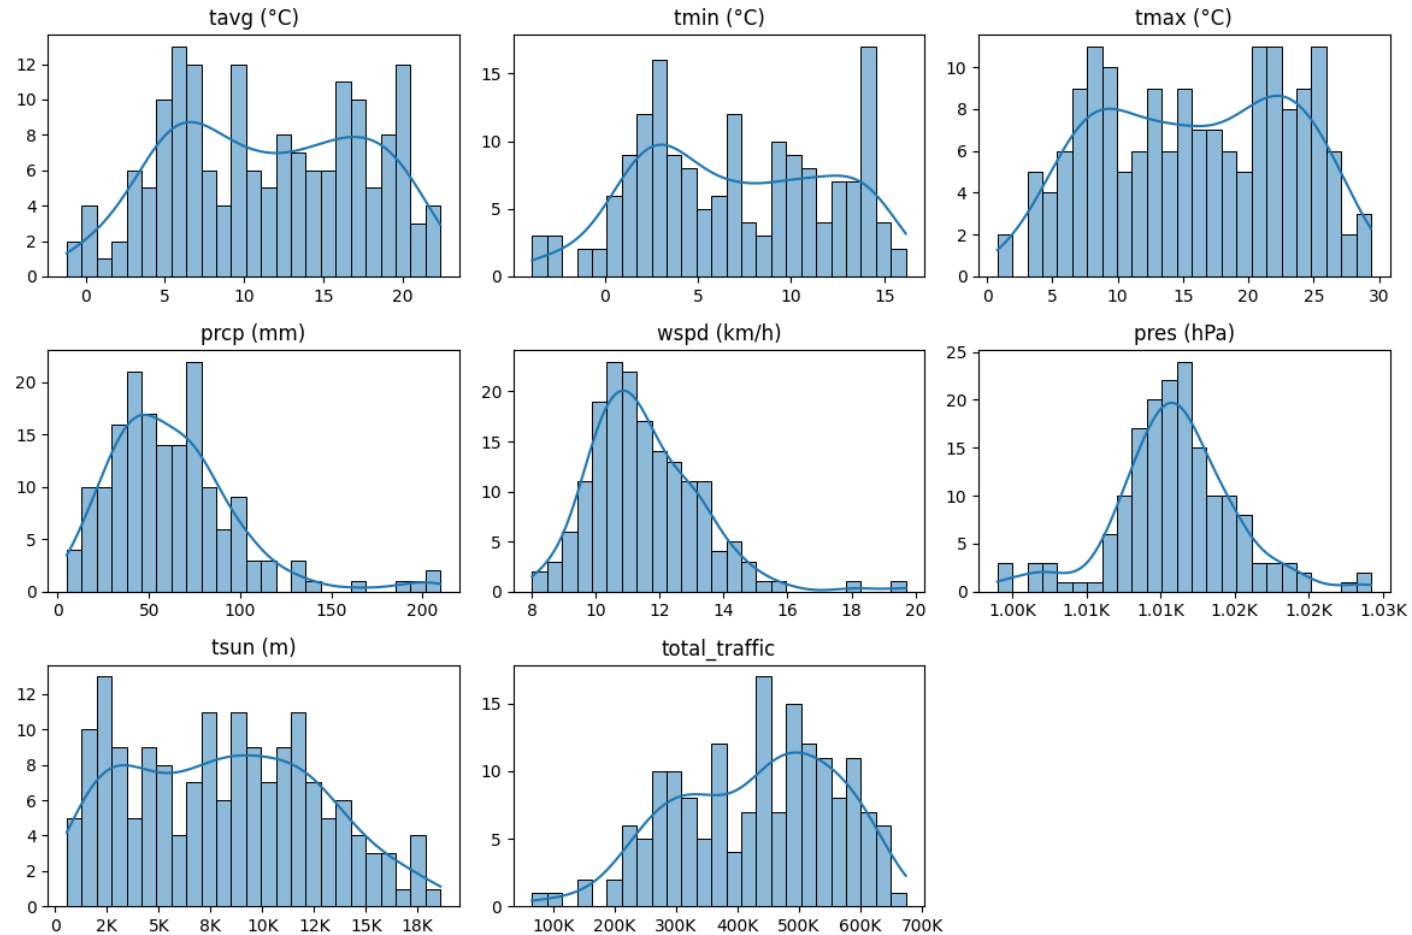 tavg (°C)
tmin (°C)
tmax (°C)
12
10
8
6
4
2
0
0
5
10
15
20
15
10
5
0
0
5
10
15
10
8
6
4
2
0
0
5
10
15
20
25
30
prcp (mm)
wspd (km/h)
pres (hPa)
20
15
10
5
0
0
50
100
150
200
20
15
10
5
0
8
10
12
14
16
18
20
25
20
15
10
5
0
1.00K
1.01K
1.01K
1.02K
1.02K
1.03K
tsun (m)
total_traffic
12
10
8
6
4
2
0
0
2K
5K
8K
10K
12K
15K
18K
15
10
5
0
100K
200K
300K
400K
500K
600K
700K